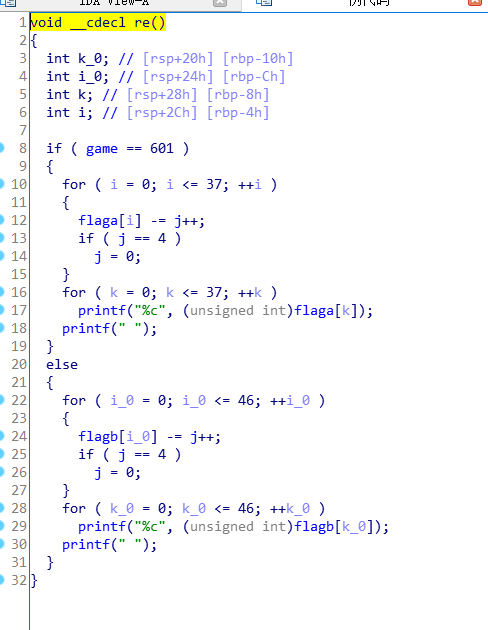 IDA View-A
伪代码
1 void __cdecl re()
2 {
3 int k_0; // [rsp+20h] [rbp-10h]
4 int i_0; // [rsp+24h] [rbp-Ch]
5 int k; // [rsp+28h] [rbp-8h]
6 int i; // [rsp+2Ch] [rbp-4h]
7
8 if ( game == 601 )
9 {
10 for ( i = 0; i <= 37; ++i )
11 {
12 flaga[i] -= j++;
13 if ( j == 4 )
14 j = 0;
15 }
16 for ( k = 0; k <= 37; ++k )
17 printf("%c", (unsigned int)flaga[k]);
18 printf(" ");
19 }
20 else
21 {
22 for ( i_0 = 0; i_0 <= 46; ++i_0 )
23 {
24 flagb[i_0] -= j++;
25 if ( j == 4 )
26 j = 0;
27 }
28 for ( k_0 = 0; k_0 <= 46; ++k_0 )
29 printf("%c", (unsigned int)flagb[k_0]);
30 printf(" ");
31 }
32 }